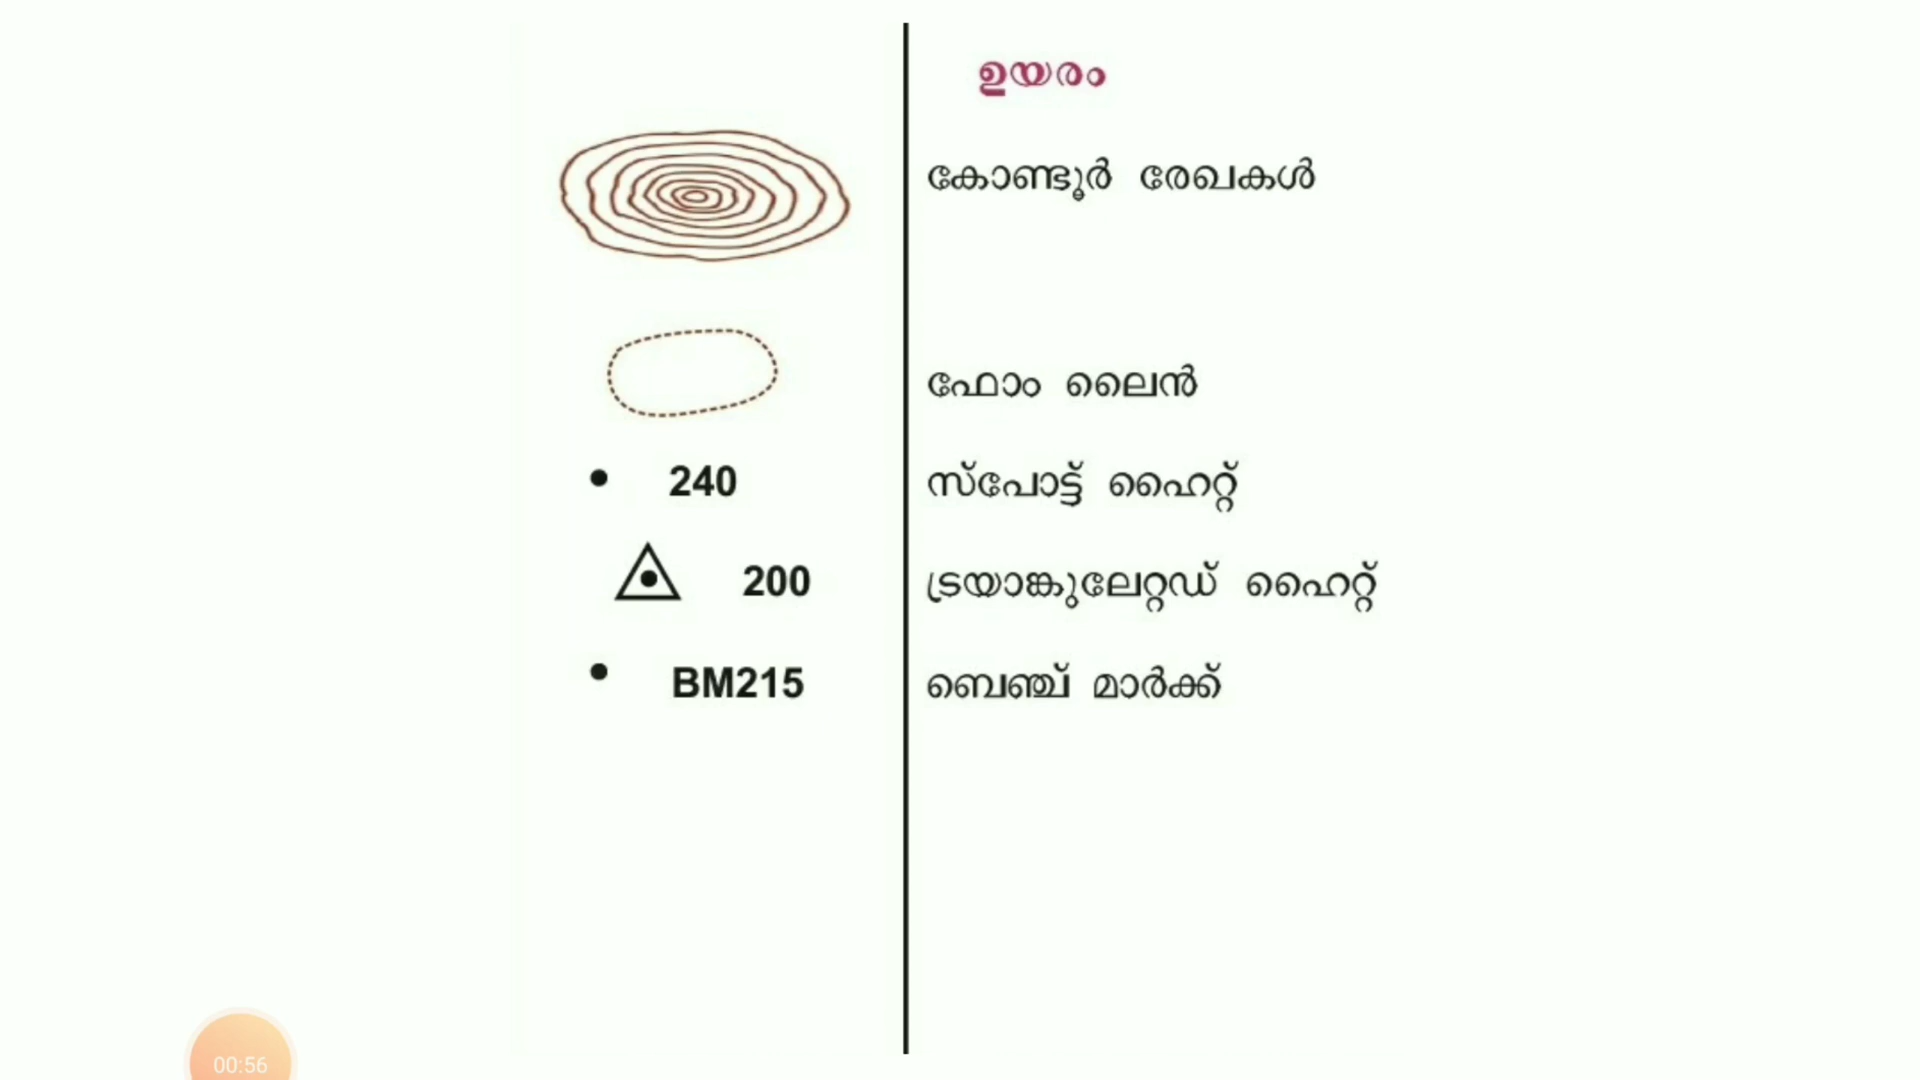 ഉയരം
കോണ്ടൂർ രേഖകൾ
ഫോം ലൈൻ
240 സ്പോട്ട് ഹൈറ്റ്
200 ട്രയാങ്കുലേറ്റഡ് ഹൈറ്റ്
BM215 ബെഞ്ച് മാർക്ക്
00:56